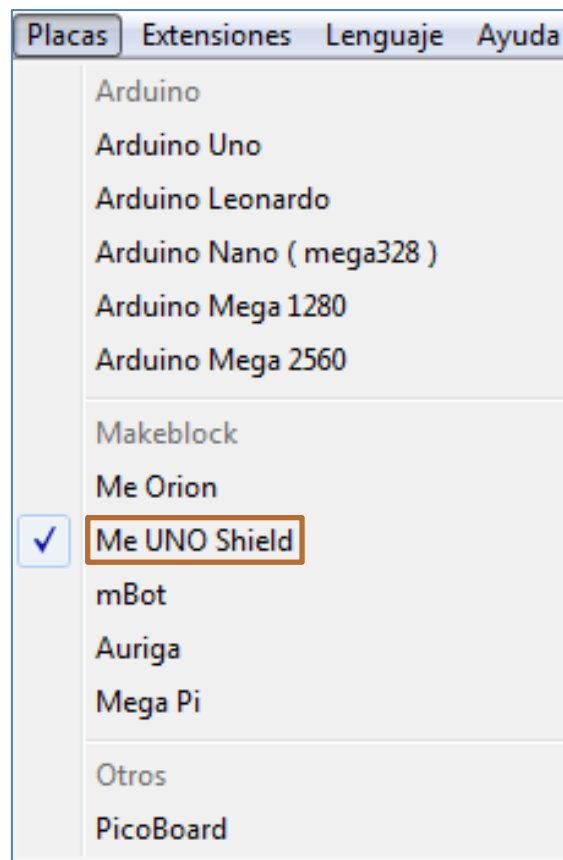 Placas Extensiones Lenguaje Ayuda
Arduino
Arduino Uno
Arduino Leonardo
Arduino Nano ( mega328 )
Arduino Mega 1280
Arduino Mega 2560
Makeblock
Me Orion
Me UNO Shield
mBot
Auriga
Mega Pi
Otros
PicoBoard